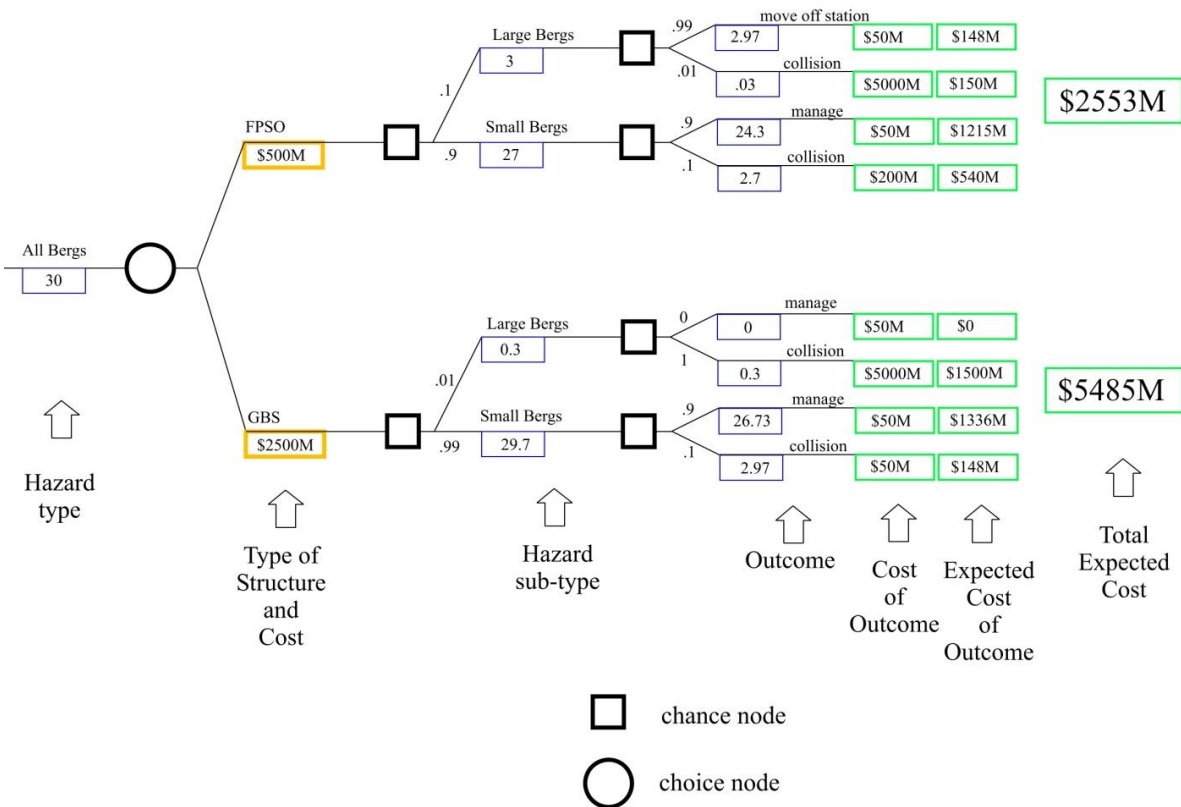 move off station
.99
Large Bergs
2.97
$50M
$148M
3
collision
.01
.1
.03
$5000M
$150M
$2553M
FPSO
Small Bergs
.9
manage
$500M
.9
27
24.3
$50M
$1215M
collision
.1
2.7
$200M
$540M
All Bergs
30
manage
Large Bergs
0
0
$50M
$0
0.3
collision
1
.01
0.3
$5000M
$1500M
$5485M
GBS
Small Bergs
.9
manage
$2500M
.99
29.7
26.73
$50M
$1336M
collision
.1
2.97
$50M
$148M
Hazard
type
Type of
Structure
and
Cost
Hazard
sub-type
Outcome
Cost
of
Outcome
Expected
Cost
of
Outcome
Total
Expected
Cost
chance node
choice node